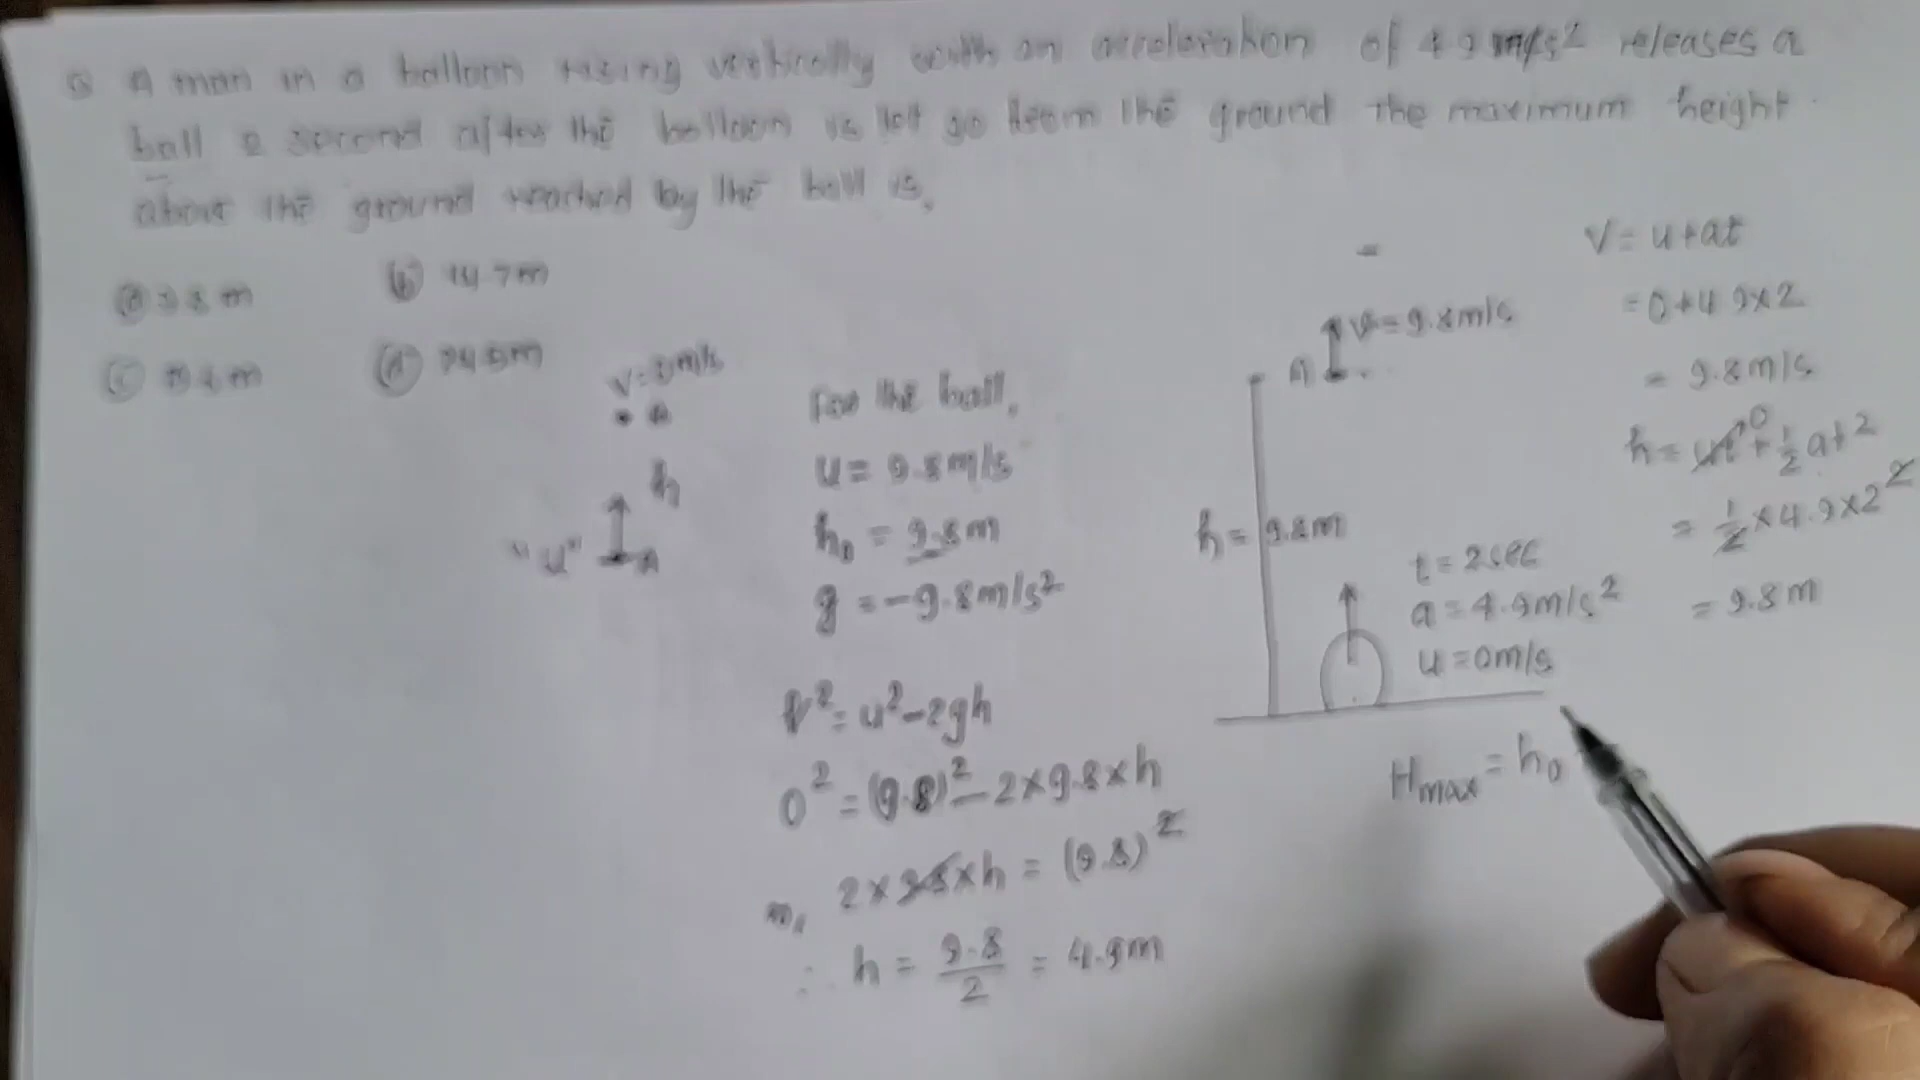 A man in a balloon rising vertically with an acceleration of 4.9 m/s² releases a
ball 2 second after the balloon is let go from the ground the maximum height
above the ground reached by the ball is,
(b) 14.7m
(d) 24.5m
For the ball,
u = 9.8m/s
h₀ = 9.8m
g = -9.8m/s²
h
"u"
A
V² = u² - 2gh
0² = (9.8)² - 2×9.8×h
2×9.8×h = (9.8)²
∴ h = 9.8/2 = 4.9m
V = 9.8m/s
A
h = 9.8m
t = 2sec
a = 4.9m/s²
u = 0m/s
Hmax = h₀
V = u+at
= 0+4.9×2
= 9.8m/s
h = ut⁰ + 1/2 at²
= 1/2 × 4.9 × 2²
= 9.8m